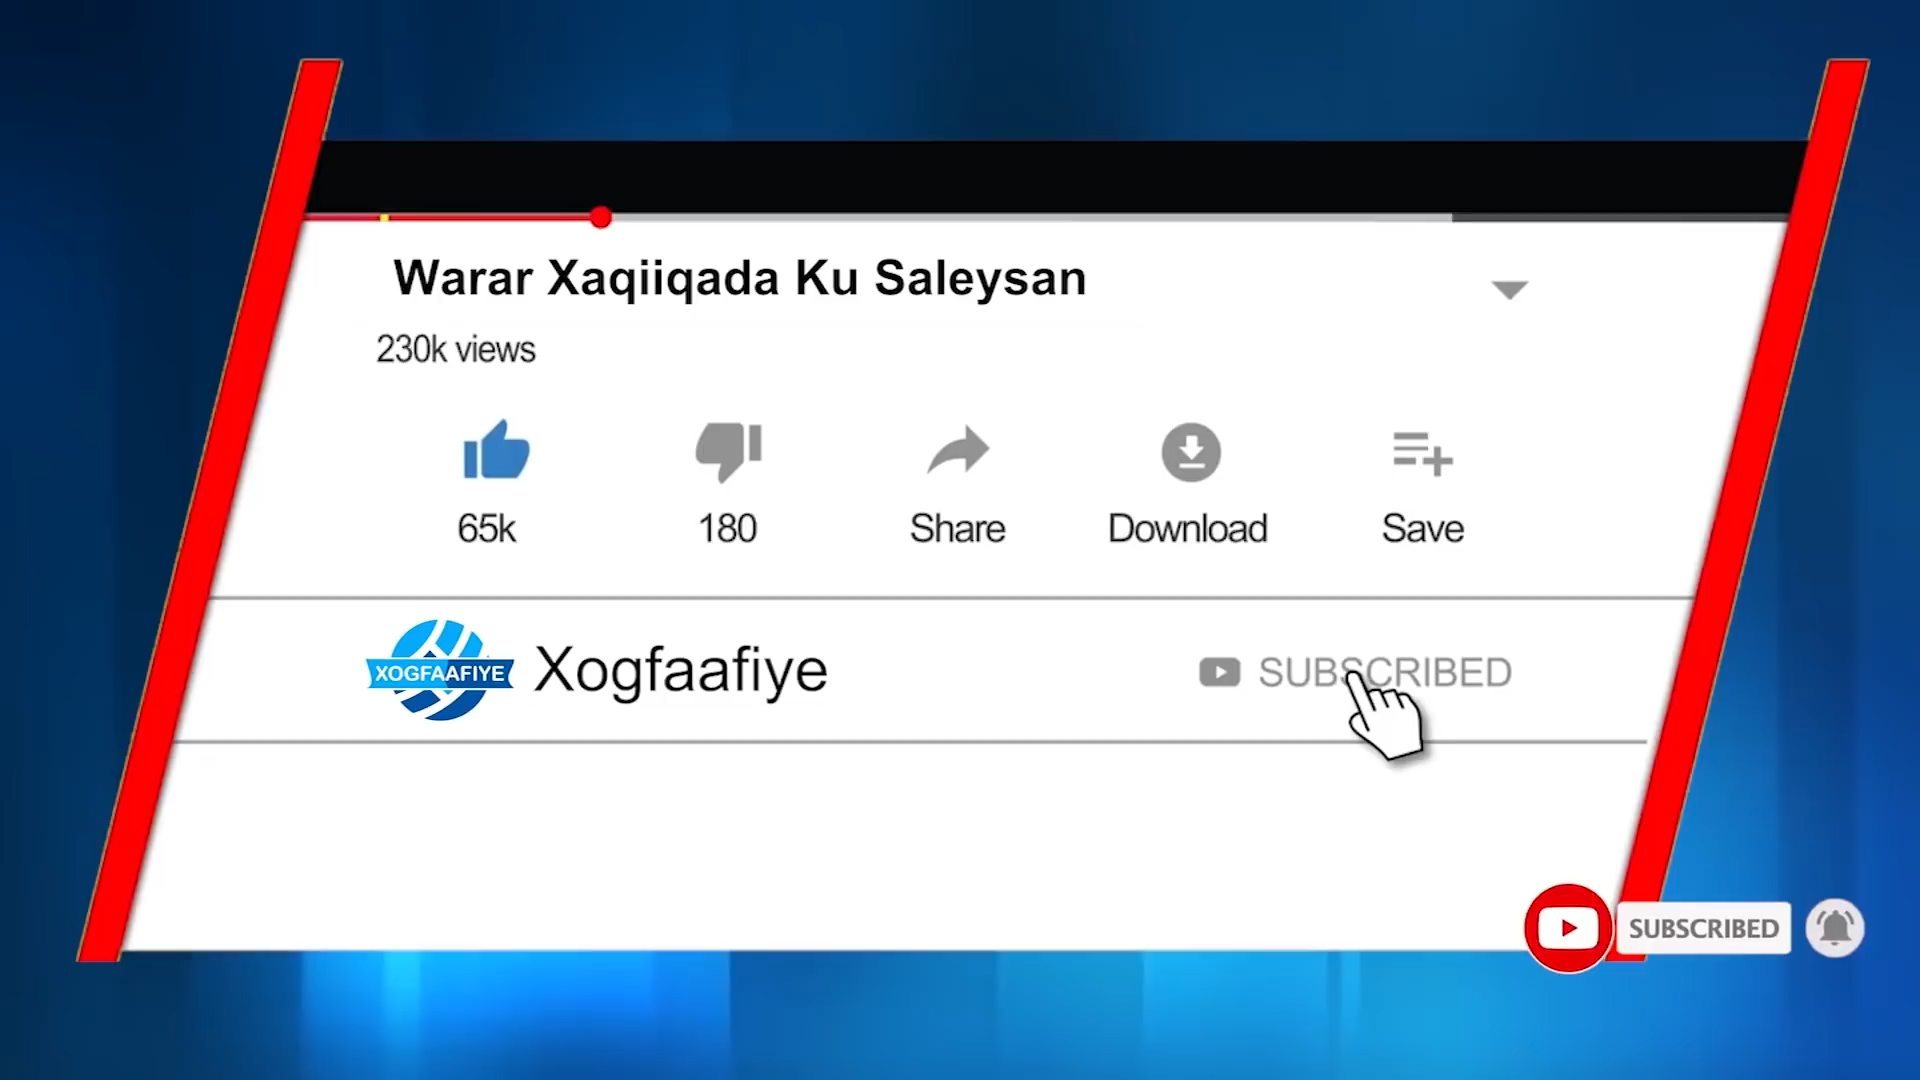 Warar Xaqiiqada Ku Saleysan
230k views
65k 180 Share Download Save
XOGFAAFIYE Xogfaafiye SUBSCRIBED
SUBSCRIBED